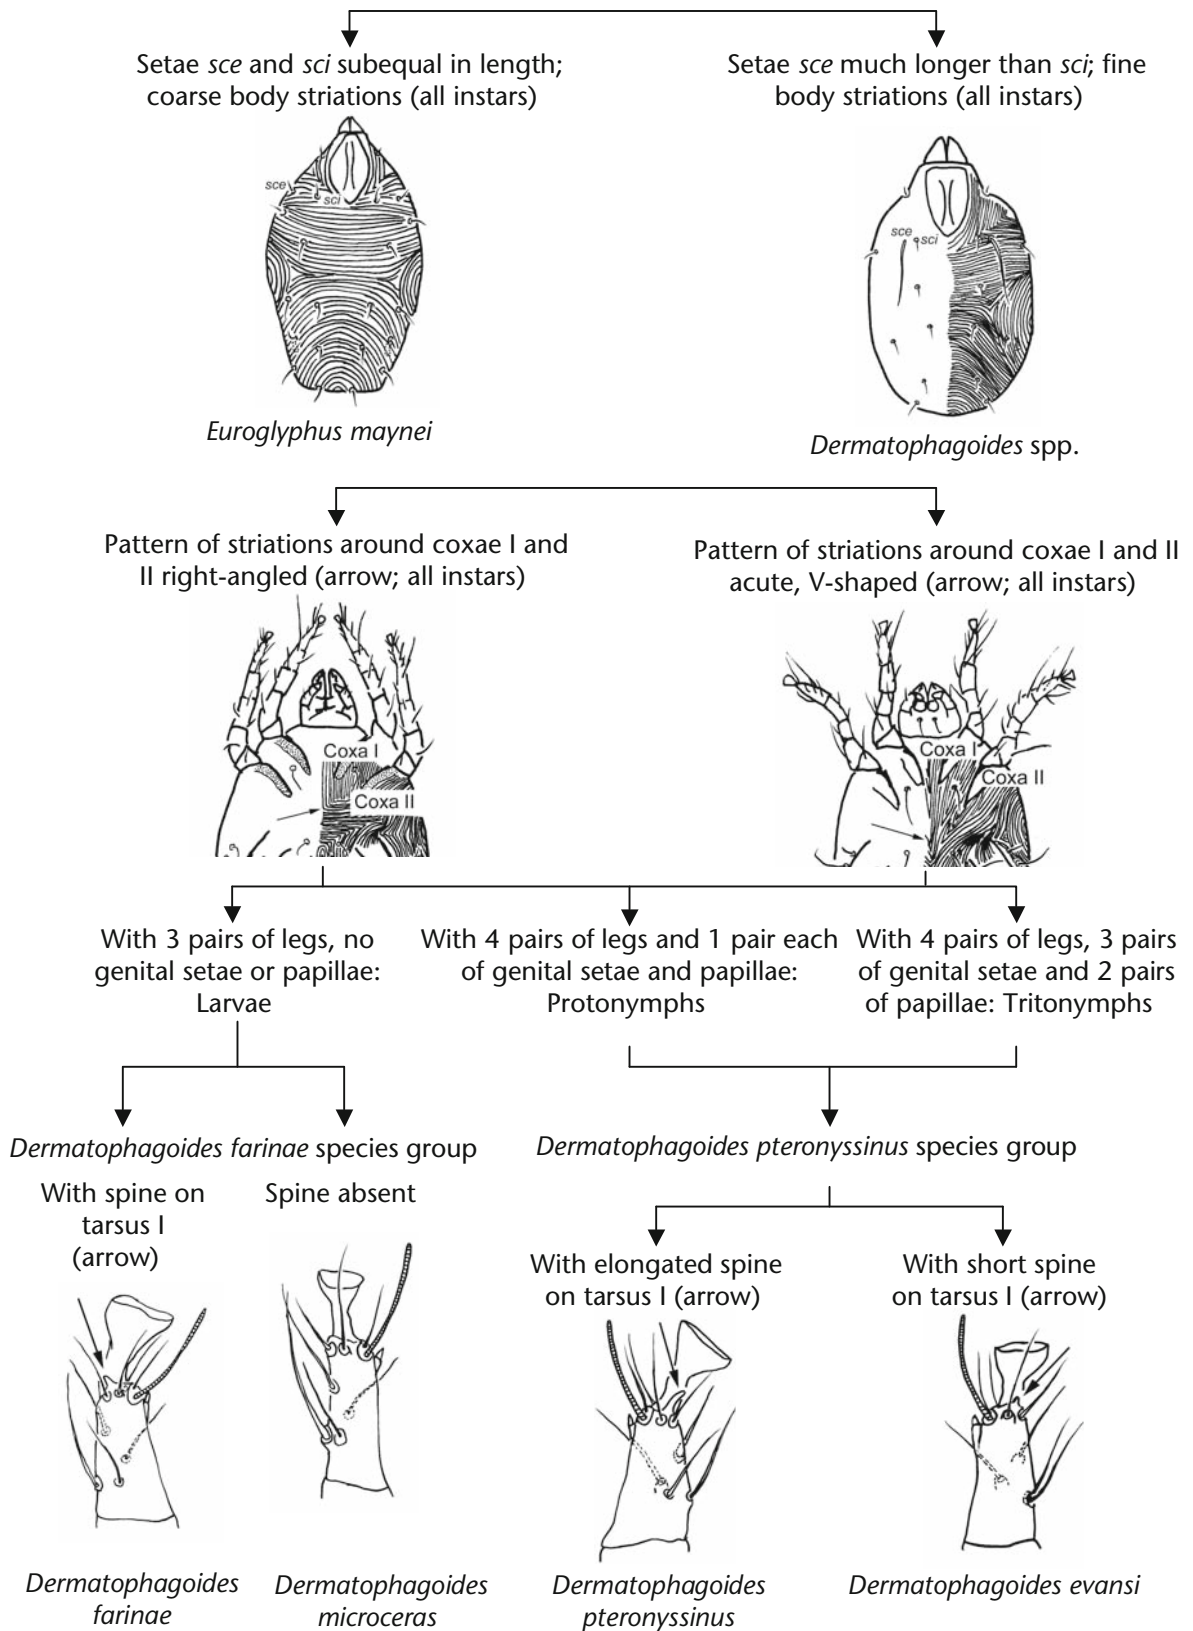 Setae sce and sci subequal in length;
coarse body striations (all instars)
Setae sce much longer than sci; fine
body striations (all instars)
sce
sci
sce
sci
Euroglyphus maynei
Dermatophagoides spp.
Pattern of striations around coxae I and
II right-angled (arrow; all instars)
Pattern of striations around coxae I and II
acute, V-shaped (arrow; all instars)
Coxa I
Coxa II
Coxa I
Coxa II
With 3 pairs of legs, no
genital setae or papillae:
Larvae
With 4 pairs of legs and 1 pair each
of genital setae and papillae:
Protonymphs
With 4 pairs of legs, 3 pairs
of genital setae and 2 pairs
of papillae: Tritonymphs
Dermatophagoides farinae species group
Dermatophagoides pteronyssinus species group
With spine on
tarsus I
(arrow)
Spine absent
With elongated spine
on tarsus I (arrow)
With short spine
on tarsus I (arrow)
Dermatophagoides
farinae
Dermatophagoides
microceras
Dermatophagoides
pteronyssinus
Dermatophagoides evansi